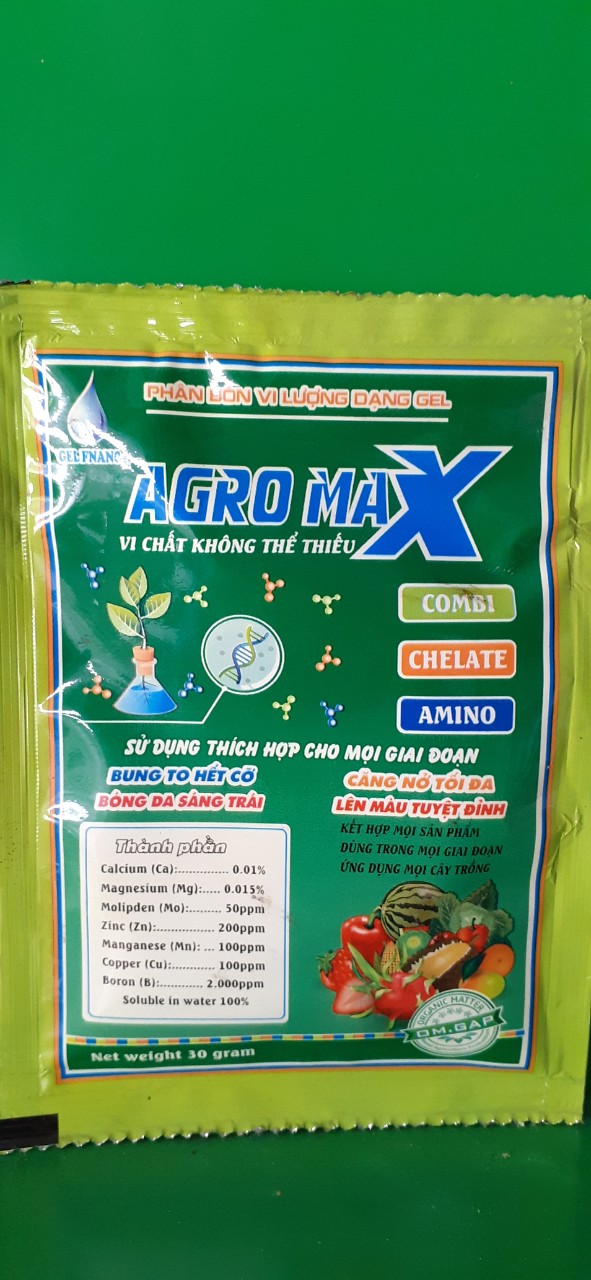 PHÂN BÓN VI LƯỢNG DẠNG GEL
GEL FNANO
AGRO MAX
VI CHẤT KHÔNG THỂ THIẾU
COMBI
CHELATE
AMINO
SỬ DỤNG THÍCH HỢP CHO MỌI GIAI ĐOẠN
BUNG TO HẾT CỠ
BÓNG DA SÁNG TRÁI
CĂNG NỞ TỐI ĐA
LÊN MÀU TUYỆT ĐỈNH
KẾT HỢP MỌI SẢN PHẨM
DÙNG TRONG MỌI GIAI ĐOẠN
ỨNG DỤNG MỌI CÂY TRỒNG
Thành phần
Calcium (Ca):.............. 0.01%
Magnesium (Mg):..... 0.015%
Molipden (Mo):.......... 50ppm
Zinc (Zn):.................. 200ppm
Manganese (Mn): ... 100ppm
Copper (Cu):............. 100ppm
Boron (B):.............. 2.000ppm
Soluble in water 100%
ORGANIC MATTER
OM.GAP
Net weight 30 gram